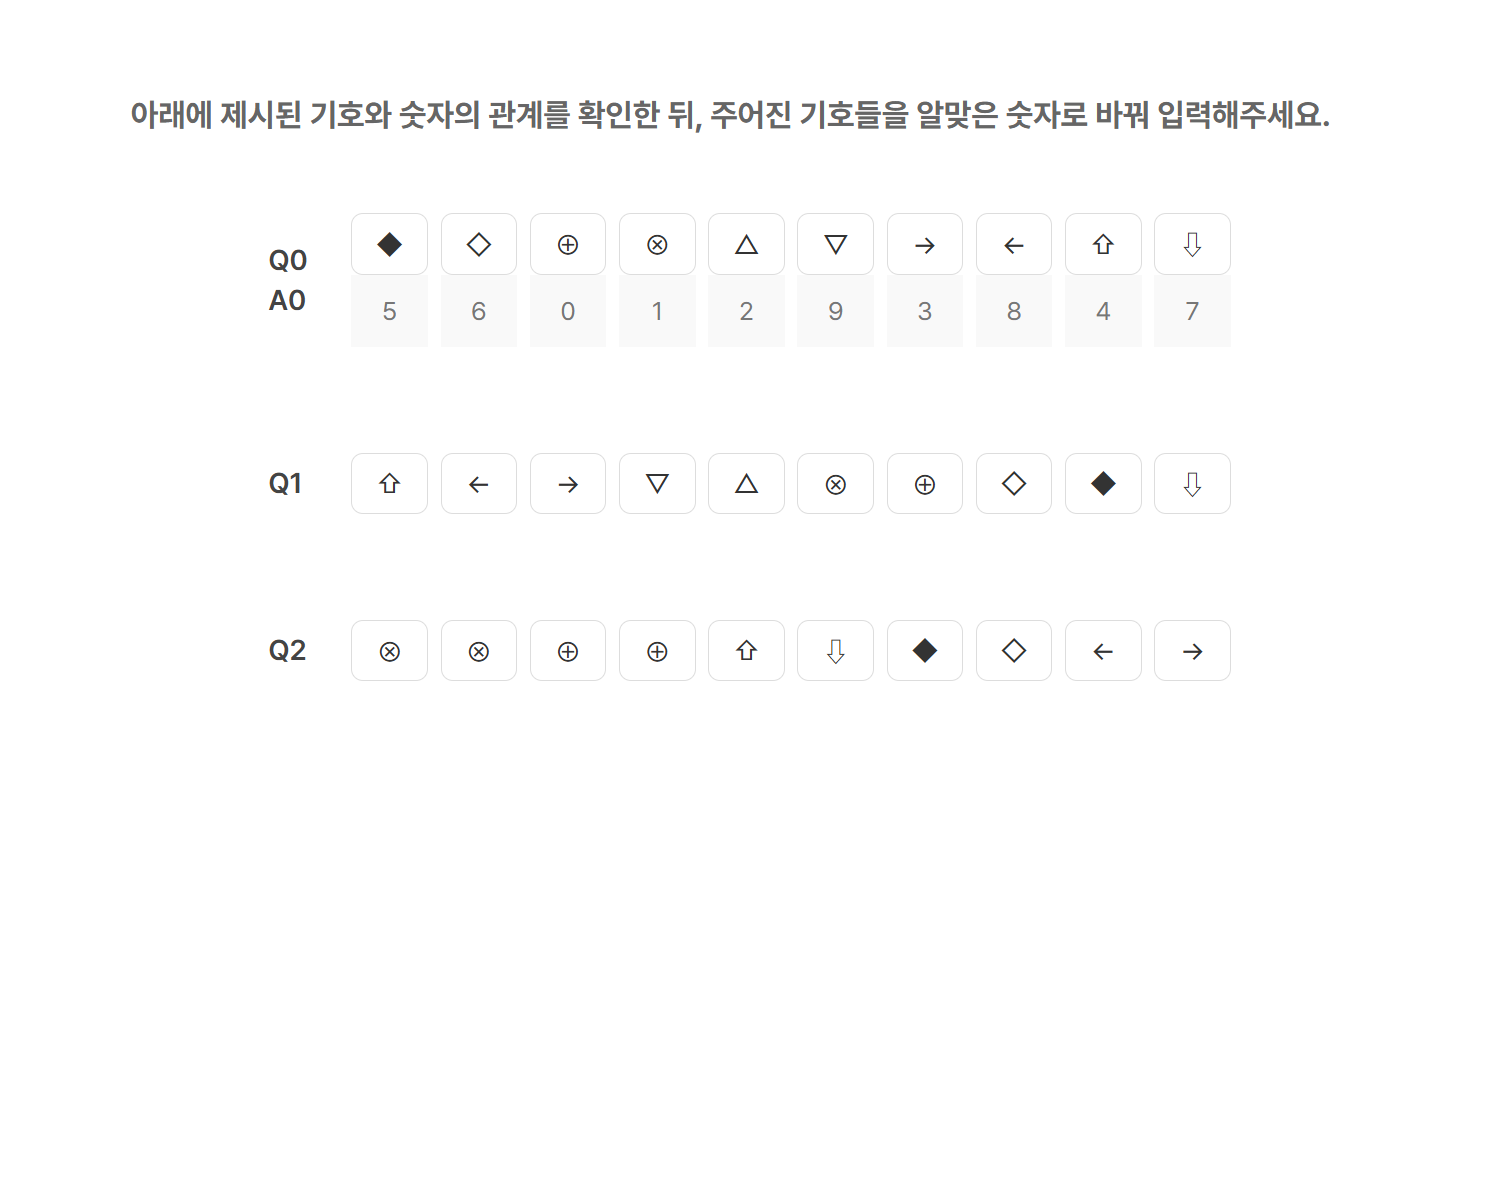 아래에 제시된 기호와 숫자의 관계를 확인한 뒤, 주어진 기호들을 알맞은 숫자로 바꿔 입력해주세요.
Q0 ◆ ◇ ⊕ ⊗ △ ▽ → ← ⇧ ⇩
A0 5 6 0 1 2 9 3 8 4 7
Q1 ⇧ ← → ▽ △ ⊗ ⊕ ◇ ◆ ⇩
Q2 ⊗ ⊗ ⊕ ⊕ ⇧ ⇩ ◆ ◇ ← →